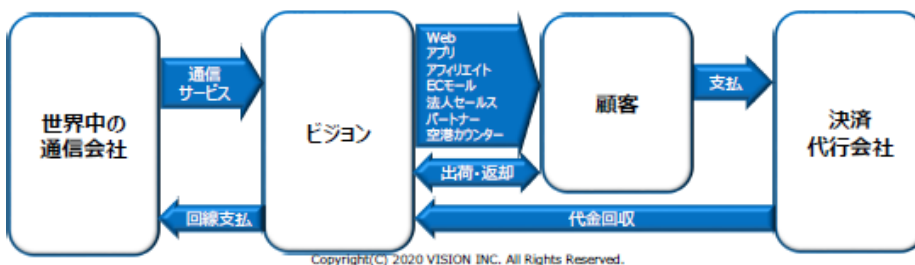 世界中の
通信会社
通信
サービス
回線支払
ビジョン
Web
アプリ
アフィリエイト
ECモール
法人セールス
パートナー
空港カウンター
出荷・返却
顧客
支払
代金回収
決済
代行会社
Copyright(C) 2020 VISION INC. All Rights Reserved.